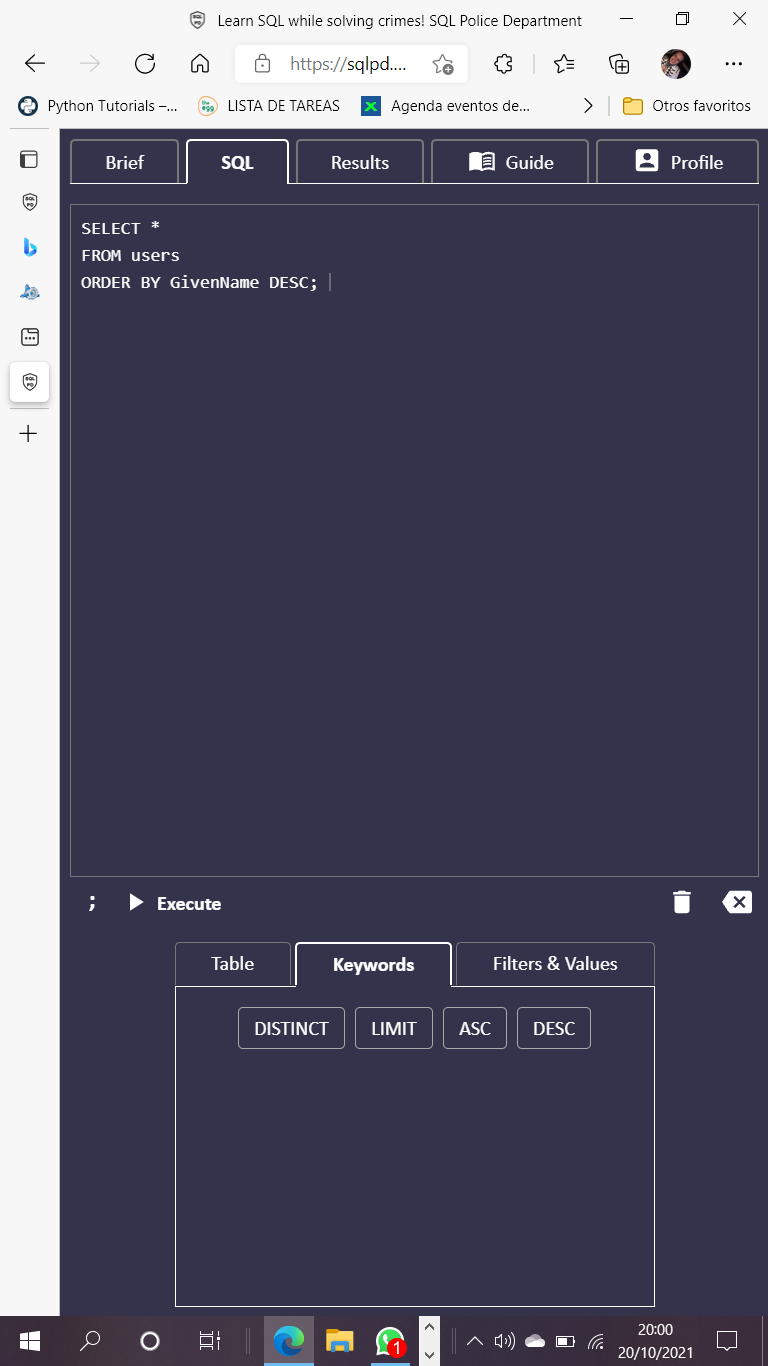 Learn SQL while solving crimes! SQL Police Department
https://sqlpd....
Python Tutorials –... LISTA DE TAREAS Agenda eventos de... Otros favoritos
Brief SQL Results Guide Profile
SELECT *
FROM users
ORDER BY GivenName DESC;
; Execute
Table Keywords Filters & Values
DISTINCT LIMIT ASC DESC
1
20:00
20/10/2021